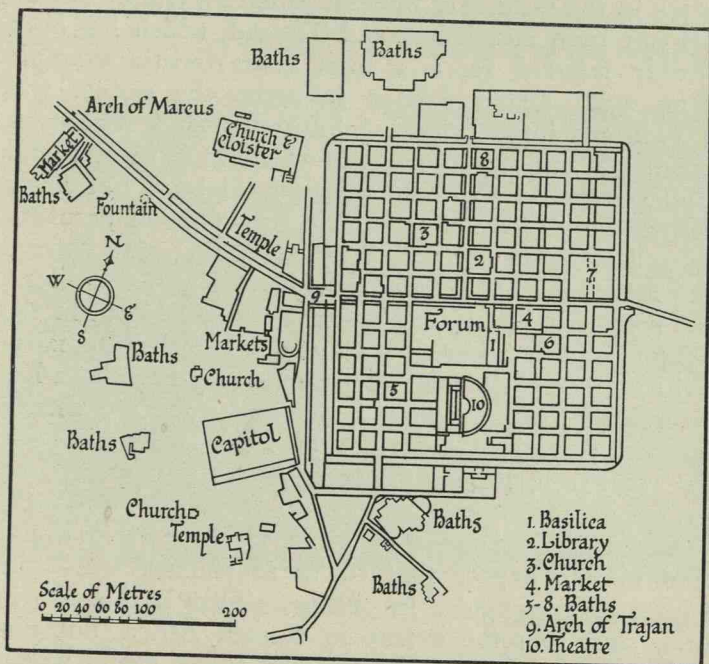 Baths
Baths
Arch of Marcus
Church &
Cloister
Market
Baths
Fountain
Temple
N
W
E
S
8
3
2
7
9
Forum
4
1
6
Markets
Baths
Church
5
10
Baths
Capitol
Church
Temple
Baths
Baths
Scale of Metres
0 20 40 60 80 100 200
1. Basilica
2. Library
3. Church
4. Market
5-8. Baths
9. Arch of Trajan
10. Theatre